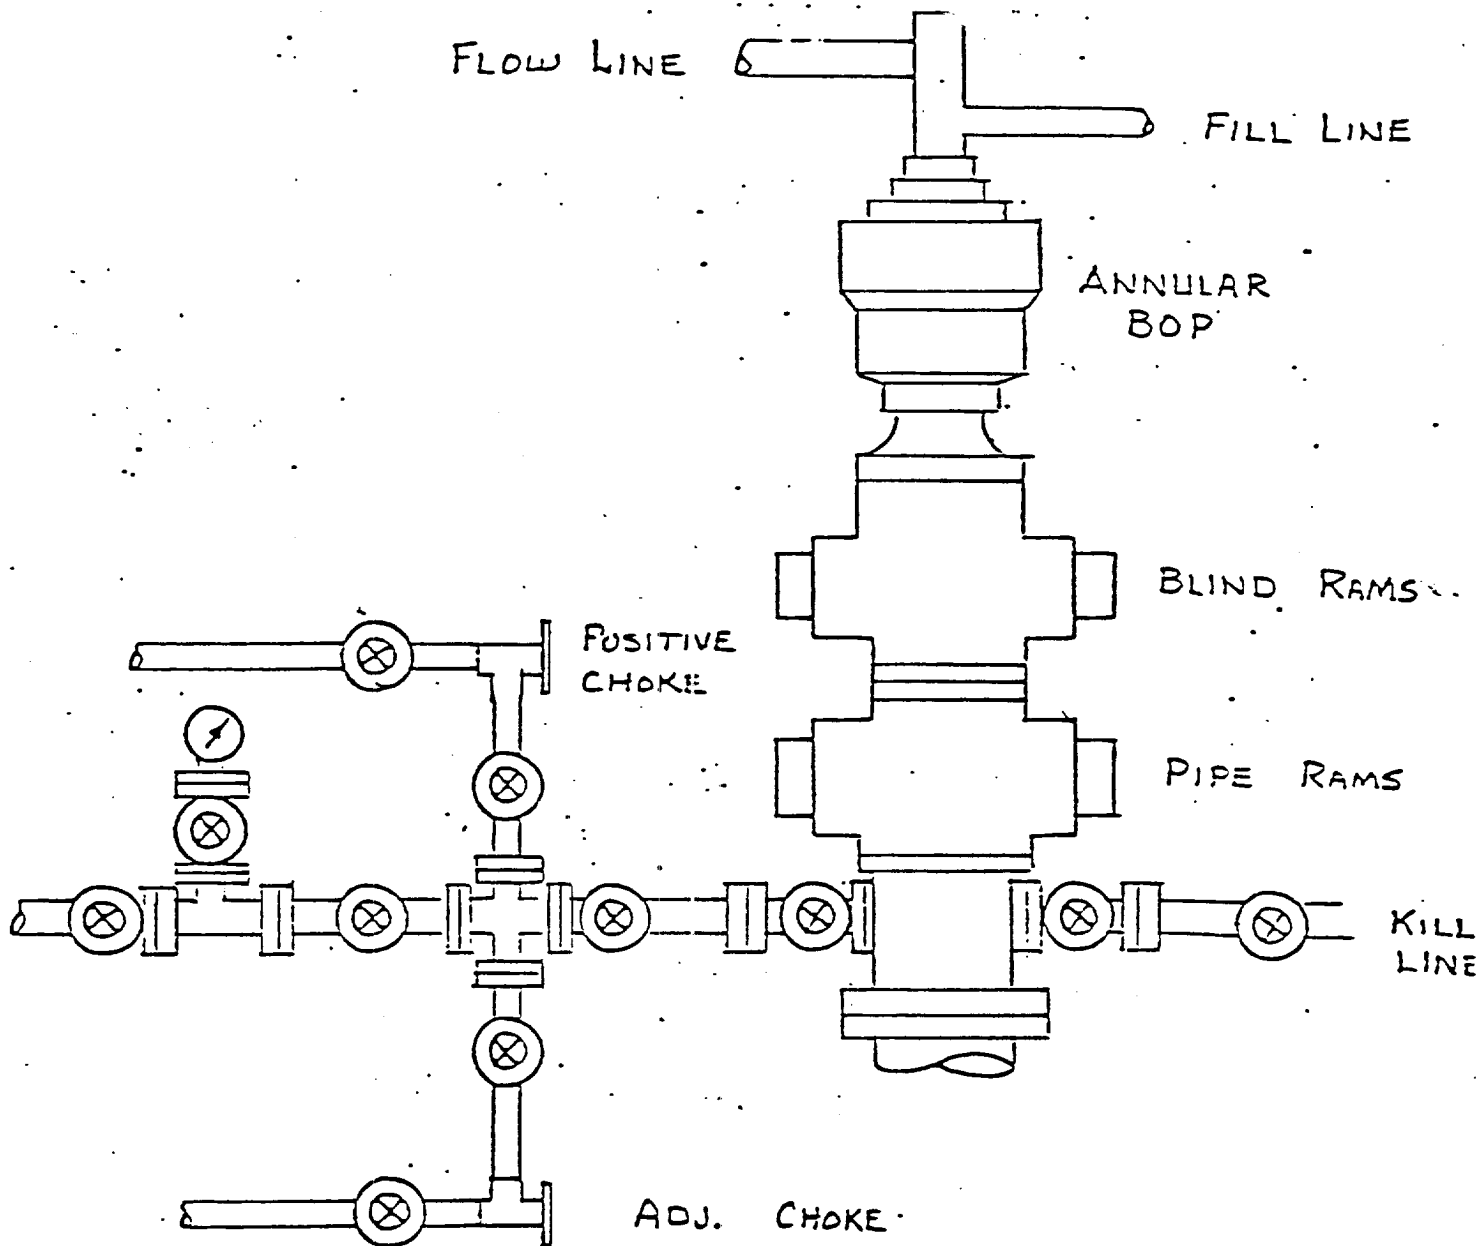 FLOW LINE
FILL LINE
ANNULAR
BOP
BLIND RAMS
POSITIVE
CHOKE
PIPE RAMS
KILL
LINE
ADJ. CHOKE